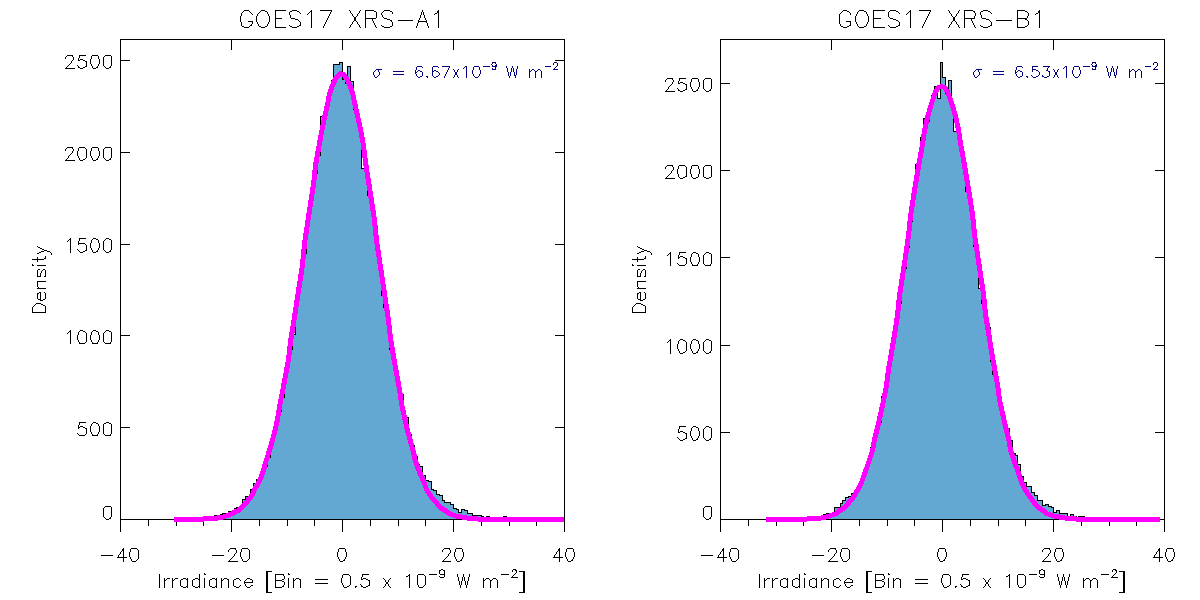 GOES17 XRS-A1
σ = 6.67x10⁻⁹ W m⁻²
2500
2000
1500
1000
500
0
Density
-40 -20 0 20 40
Irradiance [Bin = 0.5 x 10⁻⁹ W m⁻²]
GOES17 XRS-B1
σ = 6.53x10⁻⁹ W m⁻²
2500
2000
1500
1000
500
0
Density
-40 -20 0 20 40
Irradiance [Bin = 0.5 x 10⁻⁹ W m⁻²]